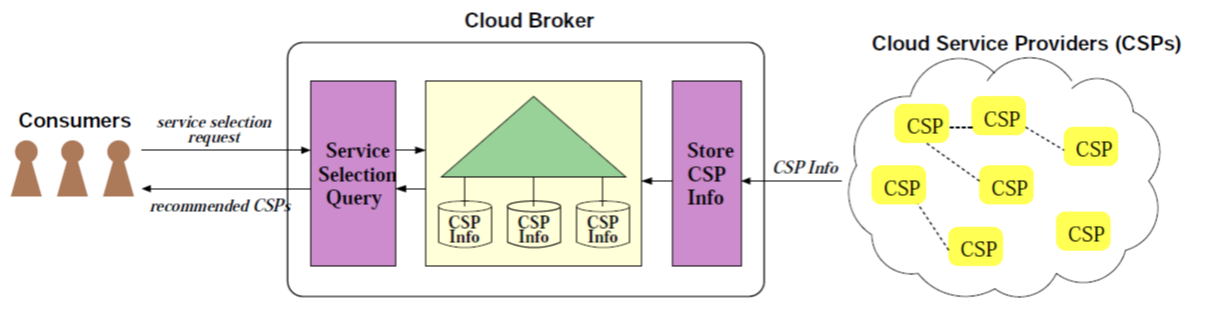 Cloud Broker
Cloud Service Providers (CSPs)
Consumers
service selection
request
recommended CSPs
Service
Selection
Query
CSP
Info
CSP
Info
CSP
Info
Store
CSP
Info
CSP Info
CSP
CSP
CSP
CSP
CSP
CSP
CSP